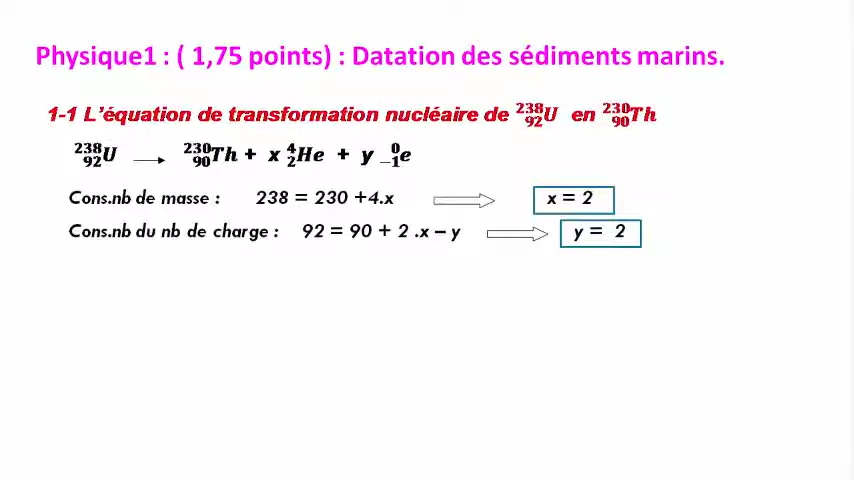 Physique1 : ( 1,75 points) : Datation des sédiments marins.
1-1 L'équation de transformation nucléaire de ²³⁸₉₂U en ²³⁰₉₀Th
²³⁸₉₂U → ²³⁰₉₀Th + x ⁴₂He + y ⁰₋₁e
Cons.nb de masse : 238 = 230 +4.x ⇒ x = 2
Cons.nb du nb de charge : 92 = 90 + 2 .x – y ⇒ y = 2